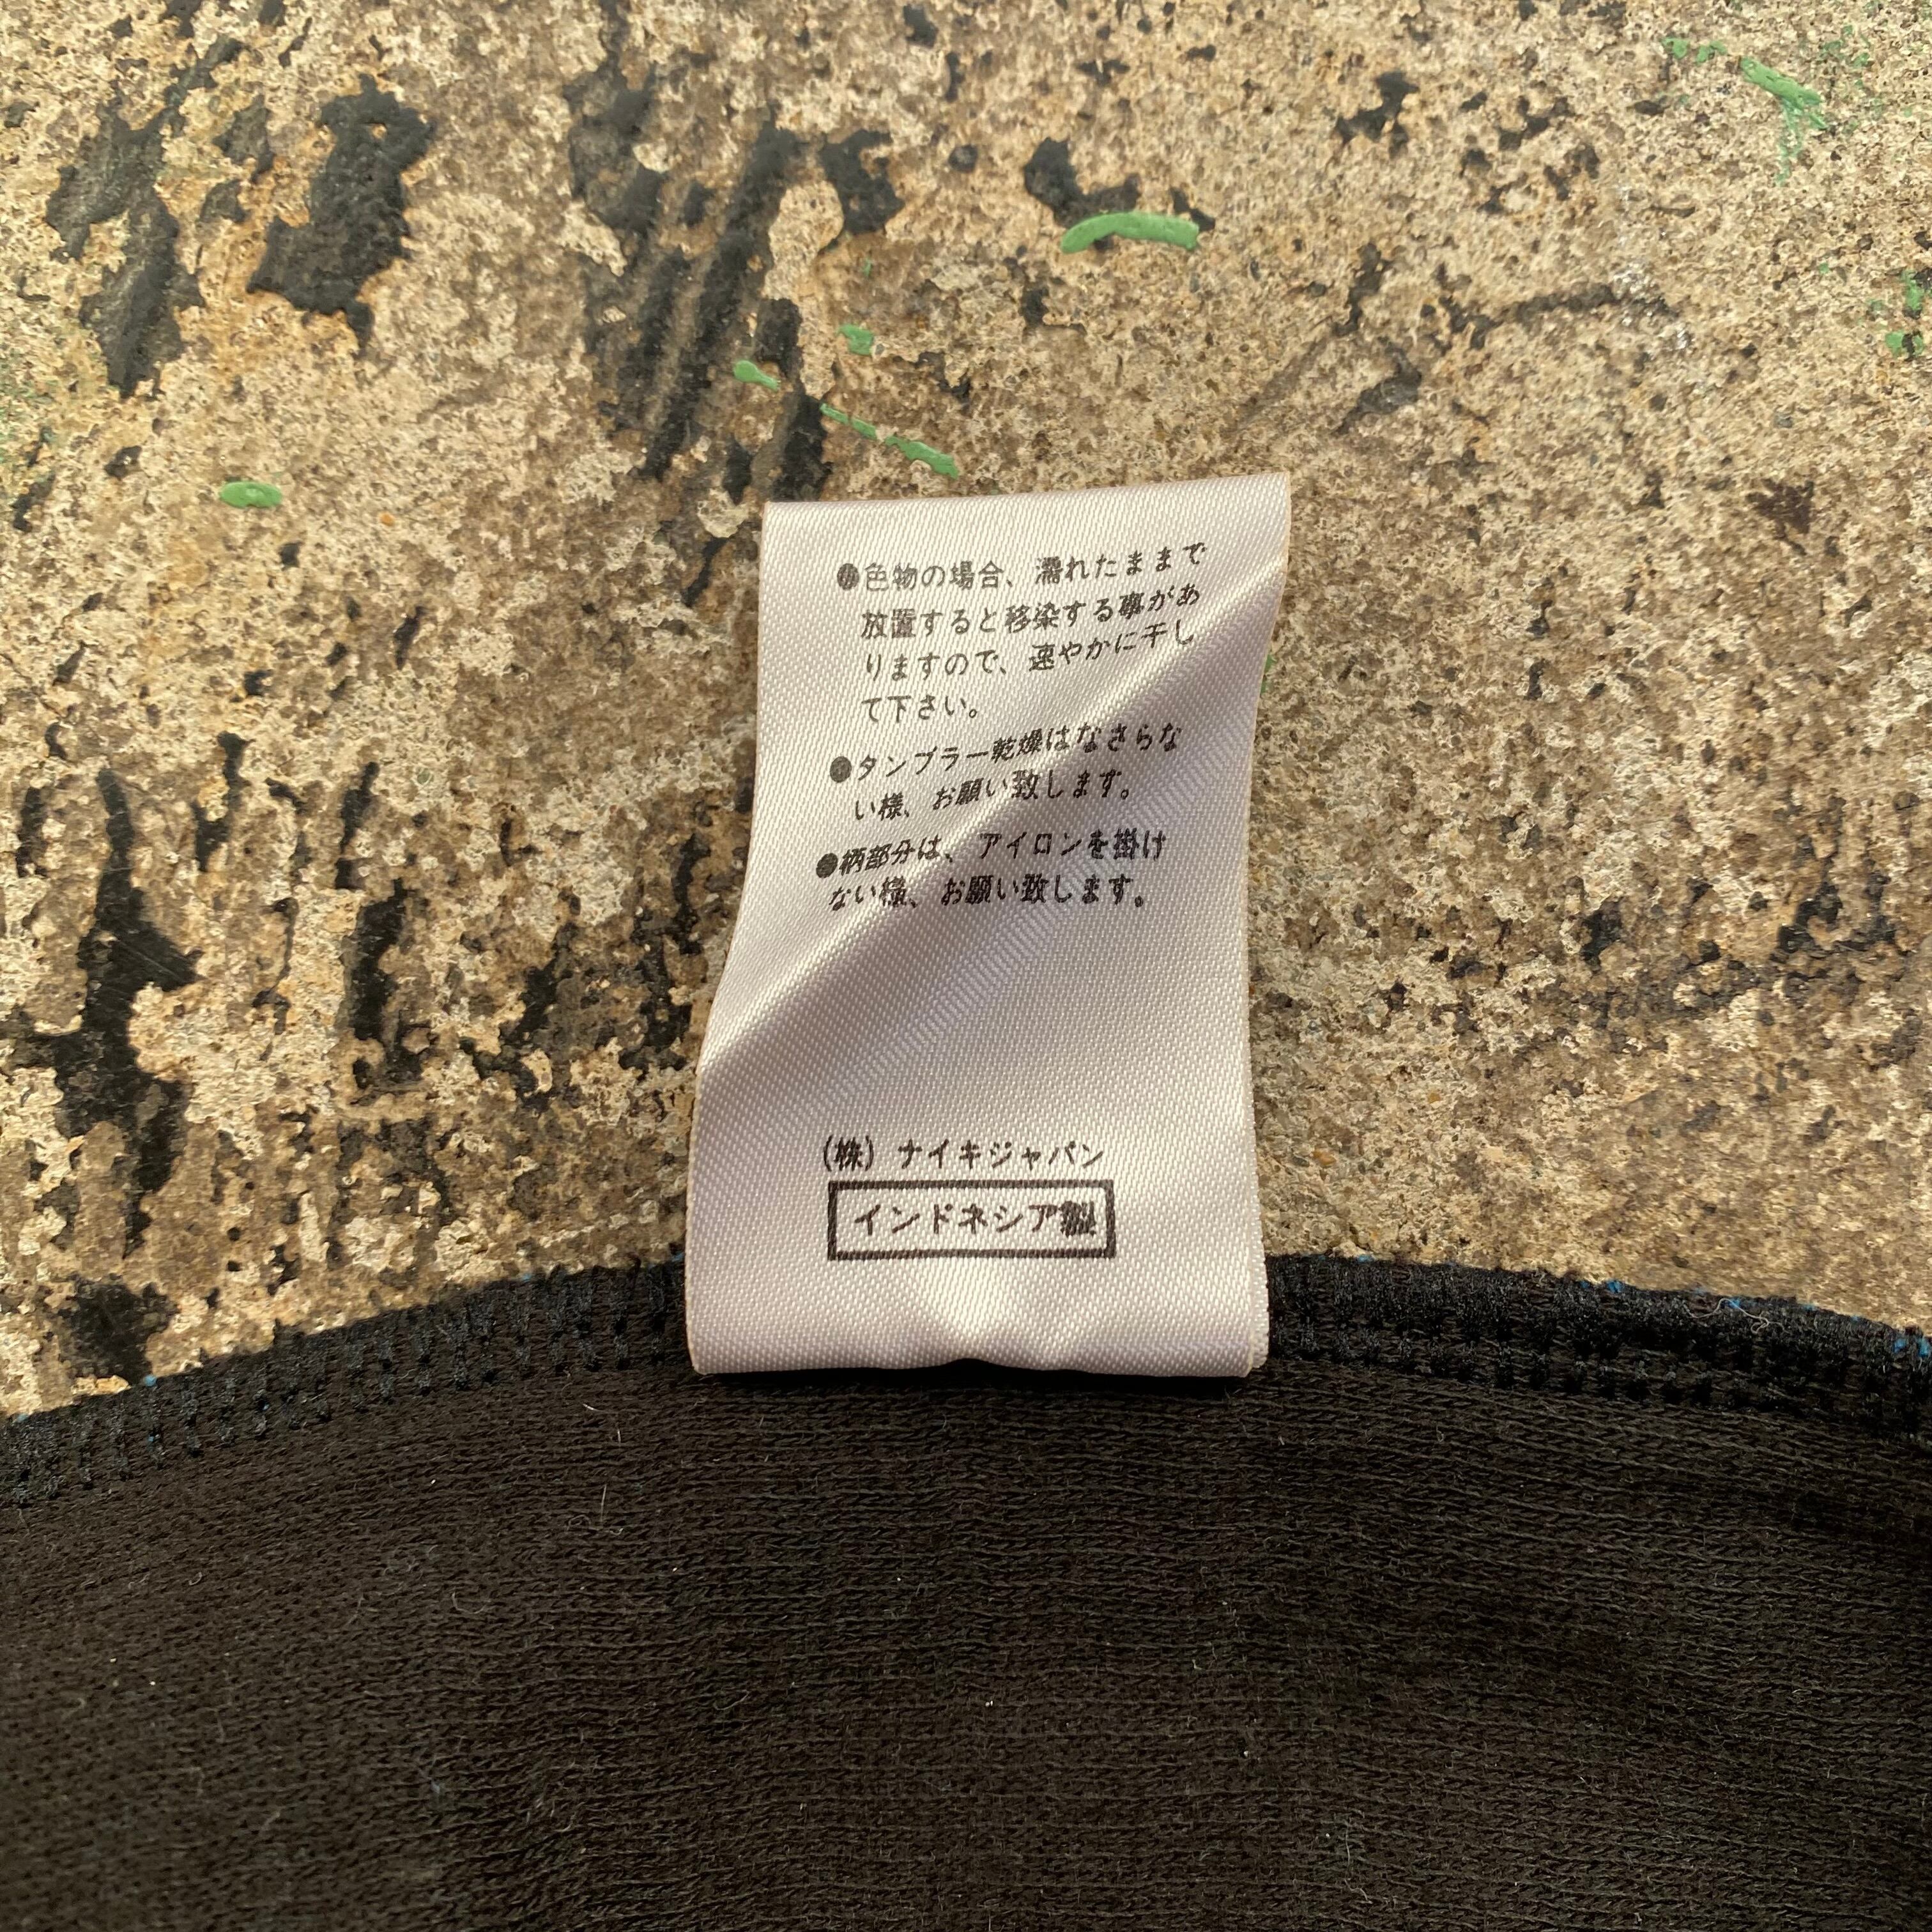 ●色物の場合、濡れたままで
放置すると移染する事があ
りますので、速やかに干し
て下さい。
●タンブラー乾燥はなさらな
い様、お願い致します。
●柄部分は、アイロンを掛け
ない様、お願い致します。
(株) ナイキジャパン
インドネシア製